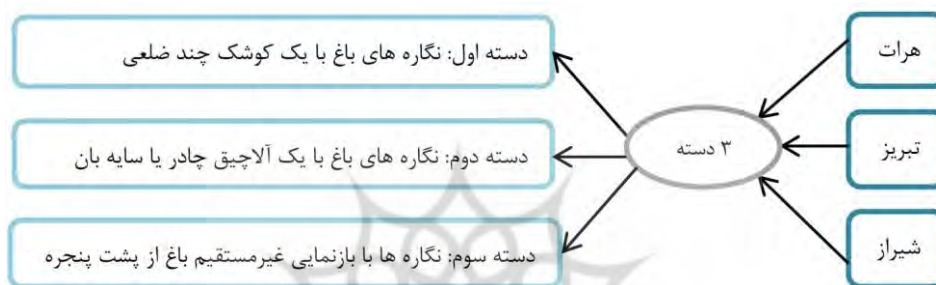 هرات
تبریز
شیراز
۳ دسته
دسته اول: نگاره های باغ با یک کوشک چند ضلعی
دسته دوم: نگاره های باغ با یک آلاچیق چادر یا سایه بان
دسته سوم: نگاره ها با بازنمایی غیرمستقیم باغ از پشت پنجره